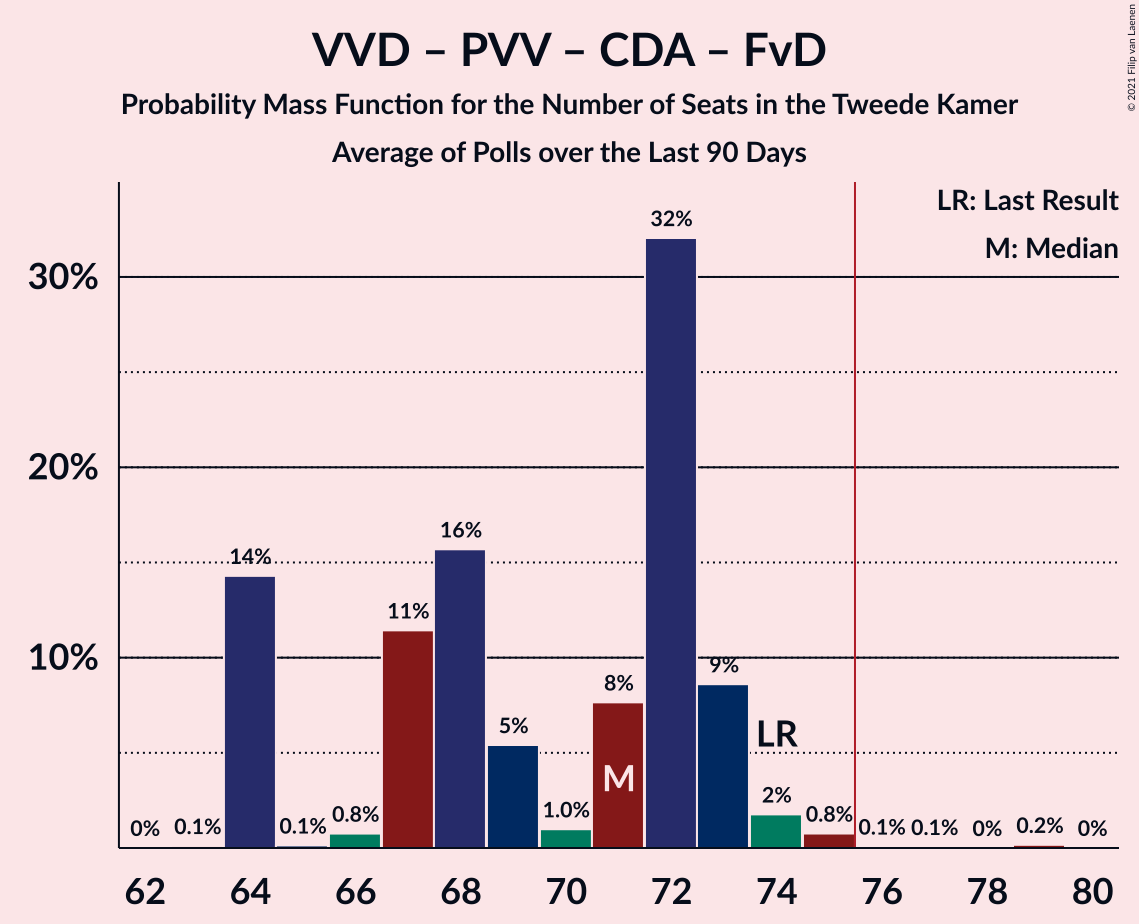 VVD – PVV – CDA – FvD
Probability Mass Function for the Number of Seats in the Tweede Kamer
Average of Polls over the Last 90 Days
© 2021 Filip van Laenen
LR: Last Result
M: Median
30%
20%
10%
0%
0.1%
14%
0.1%
0.8%
11%
16%
5%
1.0%
8%
32%
9%
2%
0.8%
0.1%
0.1%
0%
0.2%
0%
M
LR
62 64 66 68 70 72 74 76 78 80